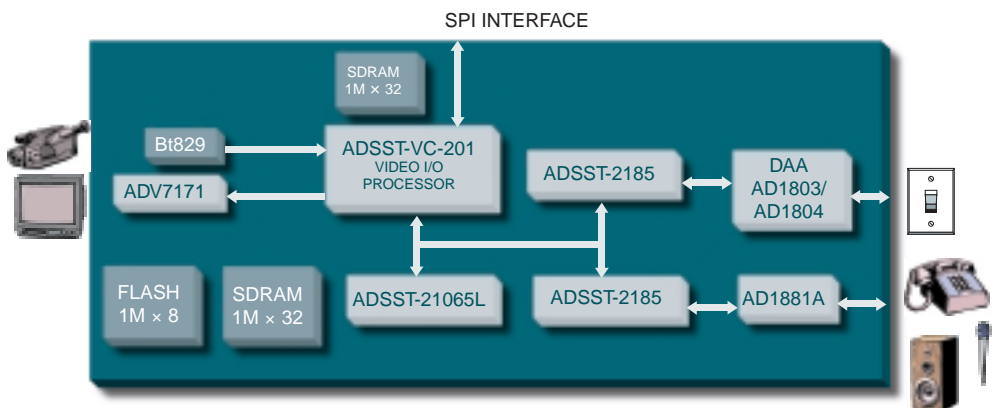 SPI INTERFACE
SDRAM
1M × 32
Bt829
ADV7171
ADSST-VC-201
VIDEO I/O
PROCESSOR
ADSST-2185
DAA
AD1803/
AD1804
FLASH
1M × 8
SDRAM
1M × 32
ADSST-21065L
ADSST-2185
AD1881A